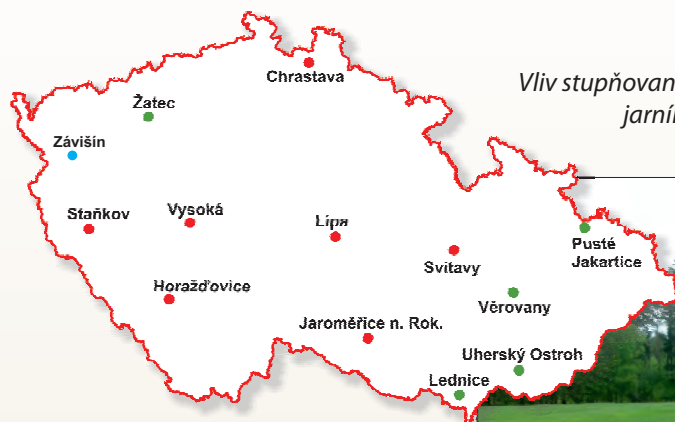 Chrastava
Vliv stupňovan
jarní
Žatec
Závišín
Staňkov
Vysoká
Lípa
Svitavy
Pusté
Jakartice
Horažďovice
Věrovany
Jaroměřice n. Rok.
Uherský Ostroh
Lednice